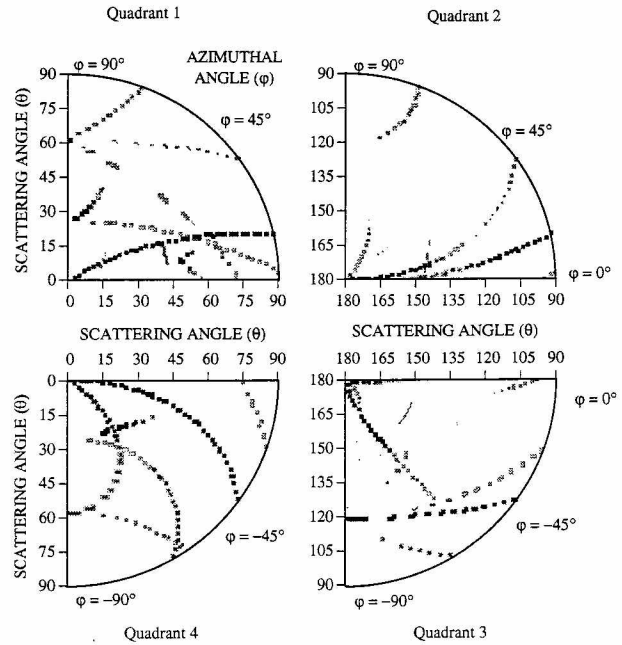 Quadrant 1
Quadrant 2
φ = 90°
AZIMUTHAL
ANGLE (φ)
φ = 45°
SCATTERING ANGLE (θ)
90
75
60
45
30
15
0
0 15 30 45 60 75 90
φ = 90°
φ = 45°
φ = 0°
90
105
120
135
150
165
180
180 165 150 135 120 105 90
SCATTERING ANGLE (θ)
SCATTERING ANGLE (θ)
0 15 30 45 60 75 90
SCATTERING ANGLE (θ)
0
15
30
45
60
75
90
φ = −45°
φ = −90°
180 165 150 135 120 105 90
180
165
150
135
120
105
90
φ = 0°
φ = −45°
φ = −90°
Quadrant 4
Quadrant 3